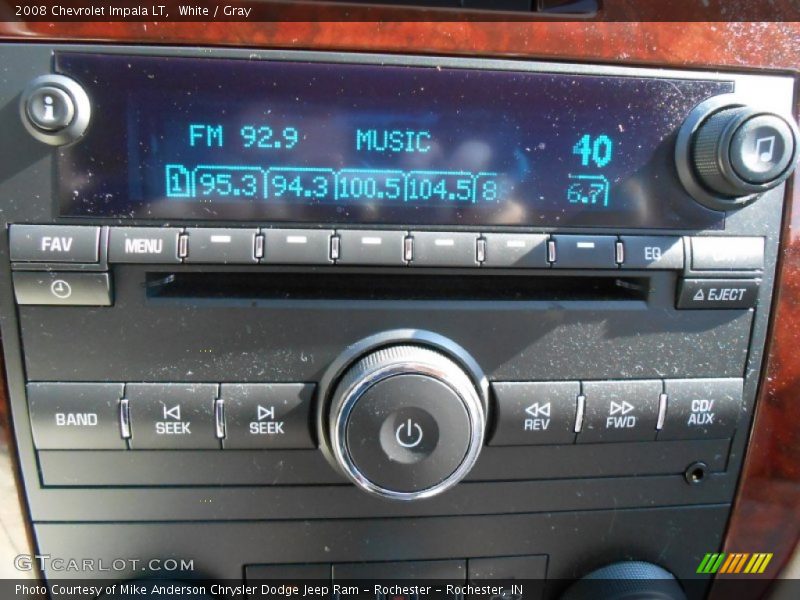 2008 Chevrolet Impala LT, White / Gray
FM 92.9 MUSIC 40
1 95.3 94.3 100.5 104.5 8 6.7
FAV MENU EQ
EJECT
BAND SEEK SEEK REV FWD CD/
AUX
GTCARLOT.COM
Photo Courtesy of Mike Anderson Chrysler Dodge Jeep Ram - Rochester - Rochester, IN